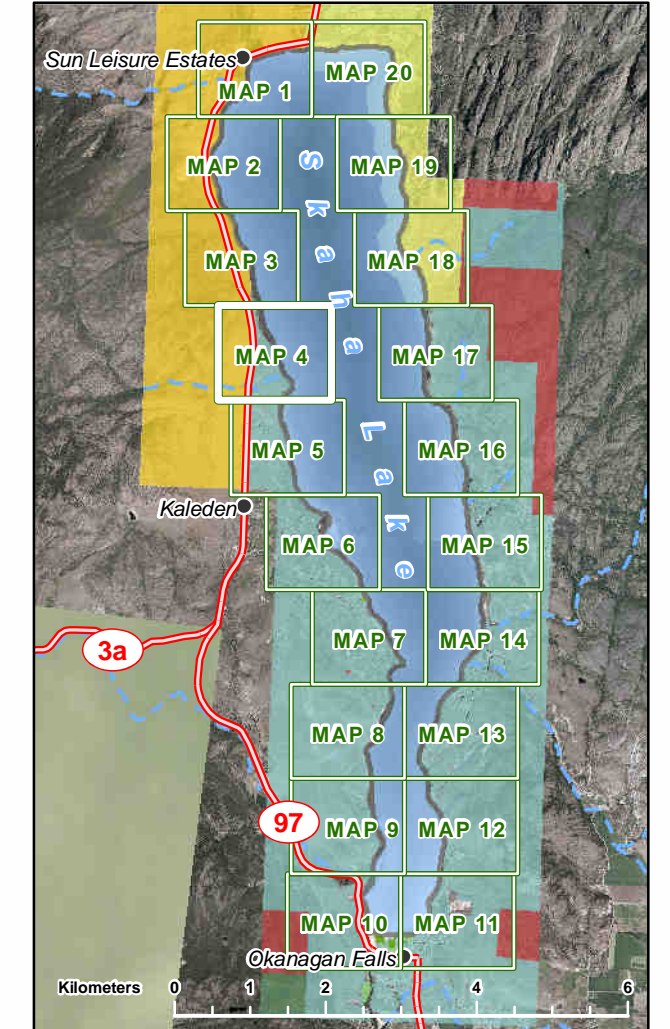 Sun Leisure Estates
MAP 20
MAP 1
MAP 2
MAP 19
MAP 3
MAP 18
MAP 4
MAP 17
MAP 5
MAP 16
Skaha Lake
Kaleden
MAP 6
MAP 15
3a
MAP 7
MAP 14
MAP 8
MAP 13
97
MAP 9
MAP 12
MAP 10
MAP 11
Okanagan Falls
Kilometers
0 1 2 4 6